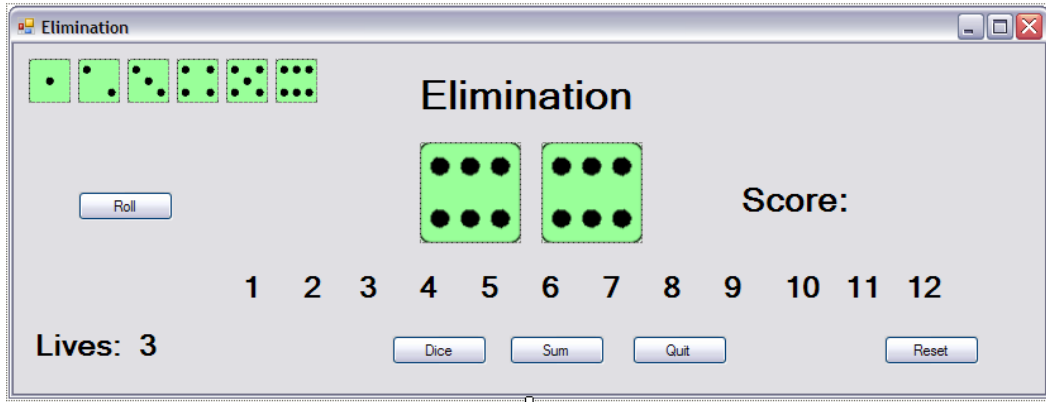 Elimination
Elimination
Roll
Score:
1 2 3 4 5 6 7 8 9 10 11 12
Lives: 3
Dice Sum Quit Reset